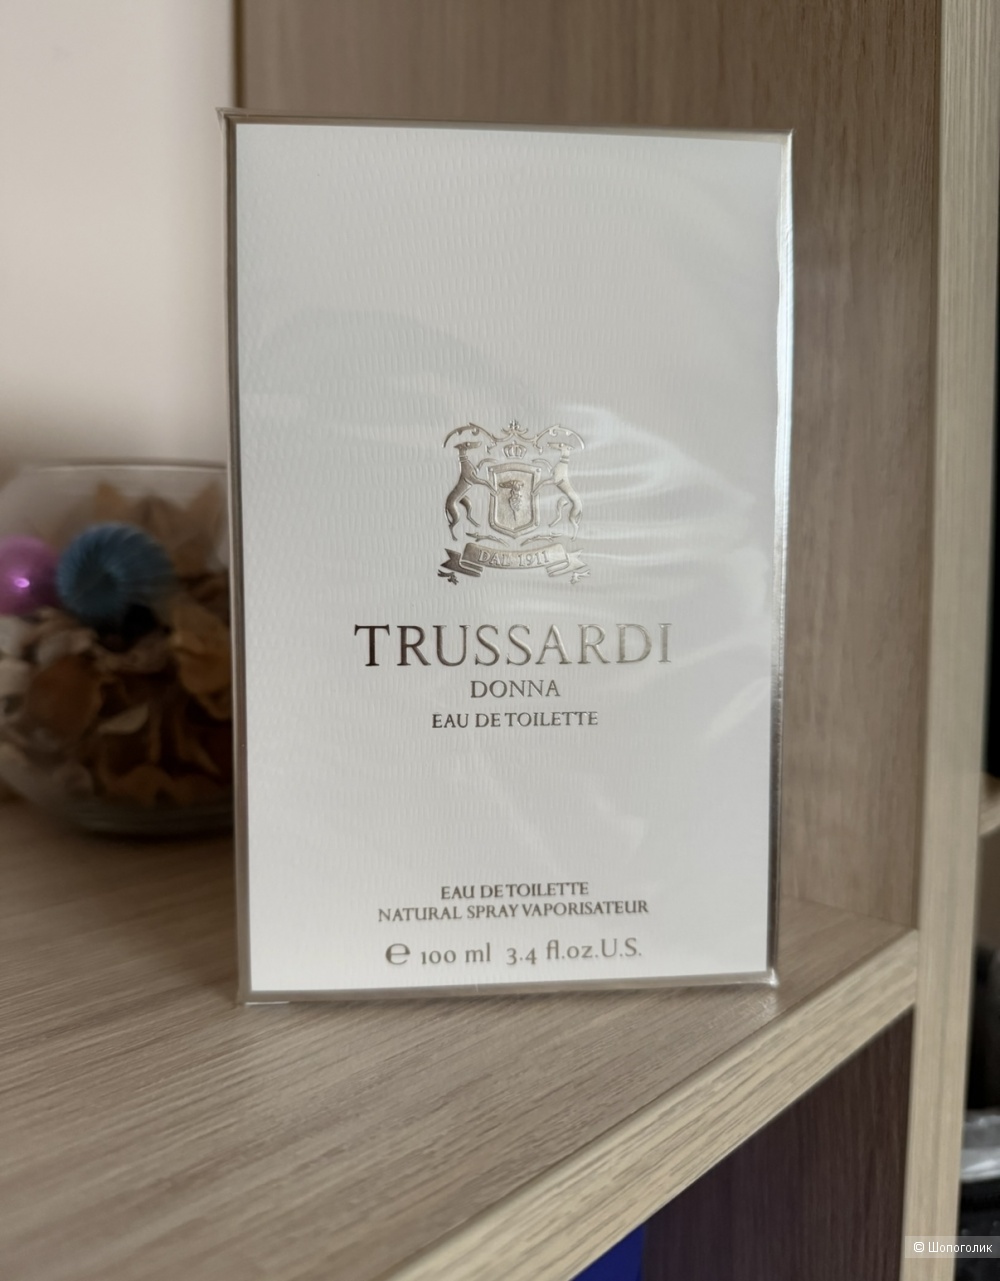 DAL 1911
TRUSSARDI
DONNA
EAU DE TOILETTE
EAU DE TOILETTE
NATURAL SPRAY VAPORISATEUR
℮ 100 ml 3.4 fl.oz.U.S.
© Шопоголик